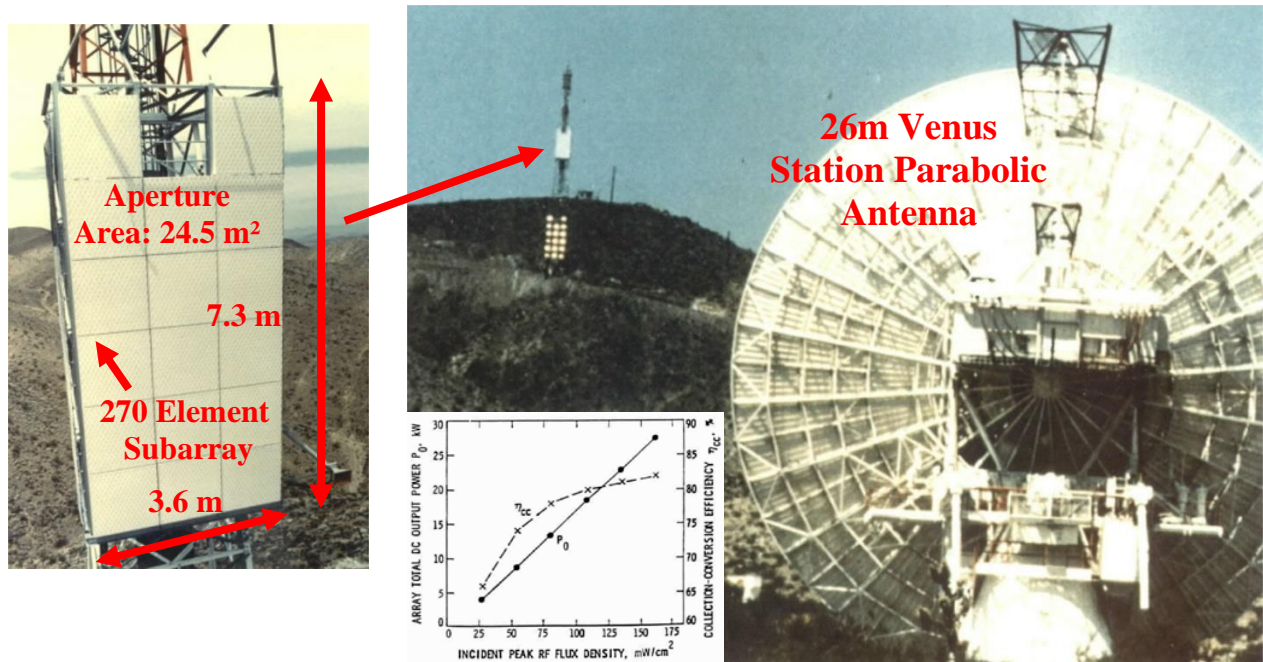 Aperture
Area: 24.5 m²
7.3 m
270 Element
Subarray
3.6 m
26m Venus
Station Parabolic
Antenna
ARRAY TOTAL DC OUTPUT POWER P₀, kW
30
25
20
15
10
5
0
90
85
80
75
70
65
60
COLLECTION-CONVERSION EFFICIENCY ηcc, %
ηcc
P₀
0 25 50 75 100 125 150 175
INCIDENT PEAK RF FLUX DENSITY, mW/cm²